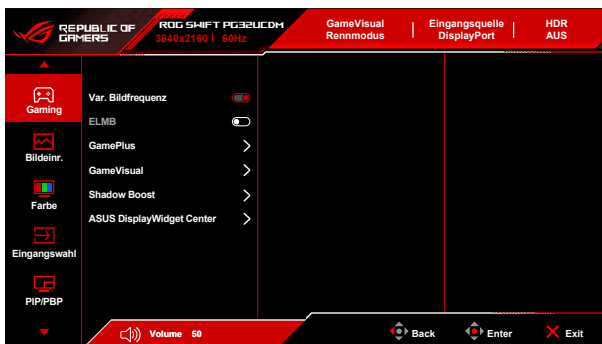 REPUBLIC OF
GAMERS
ROG SWIFT PG32UCDM
3840x2160 | 60Hz
GameVisual
Rennmodus
Eingangsquelle
DisplayPort
HDR
AUS
Gaming
Bildeinr.
Farbe
Eingangswahl
PIP/PBP
Var. Bildfrequenz
ELMB
GamePlus
GameVisual
Shadow Boost
ASUS DisplayWidget Center
Volume 50
Back
Enter
Exit